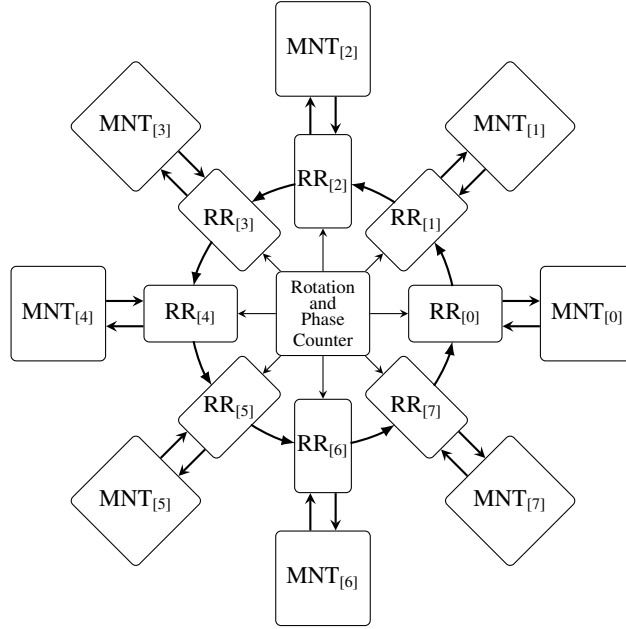 MNT[2]
MNT[3]
MNT[1]
RR[2]
RR[3]
RR[1]
MNT[4]
RR[4]
Rotation
and
Phase
Counter
RR[0]
MNT[0]
RR[5]
RR[7]
RR[6]
MNT[5]
MNT[7]
MNT[6]